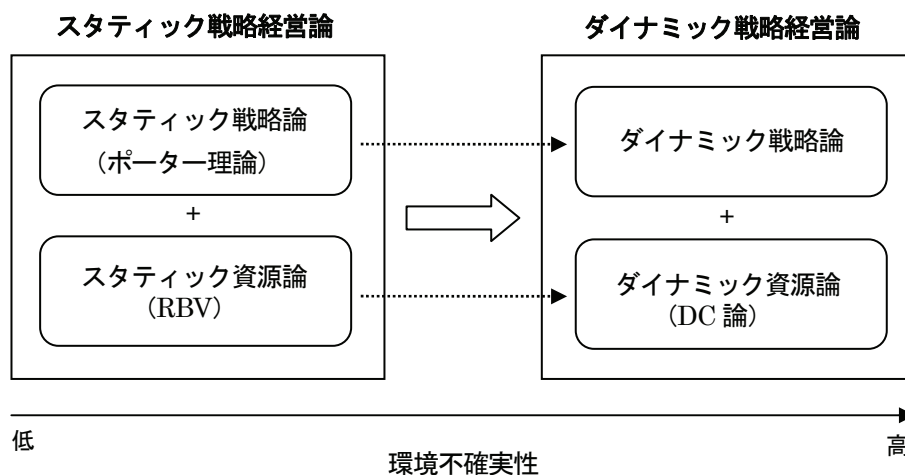 スタティック戦略経営論
ダイナミック戦略経営論
スタティック戦略論
（ポーター理論）
+
スタティック資源論
（RBV）
ダイナミック戦略論
+
ダイナミック資源論
（DC 論）
低
高
環境不確実性